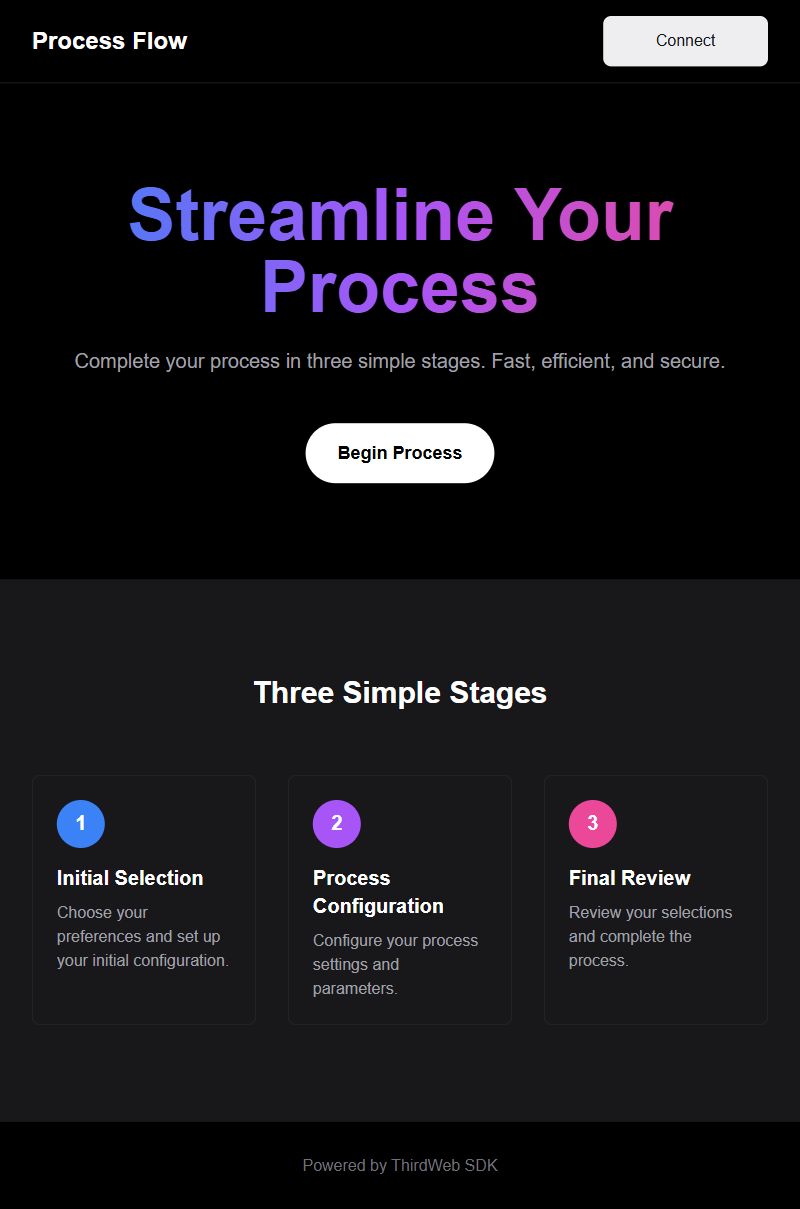 Process Flow
Connect
Streamline Your
Process
Complete your process in three simple stages. Fast, efficient, and secure.
Begin Process
Three Simple Stages
1
Initial Selection
Choose your
preferences and set up
your initial configuration.
2
Process
Configuration
Configure your process
settings and
parameters.
3
Final Review
Review your selections
and complete the
process.
Powered by ThirdWeb SDK